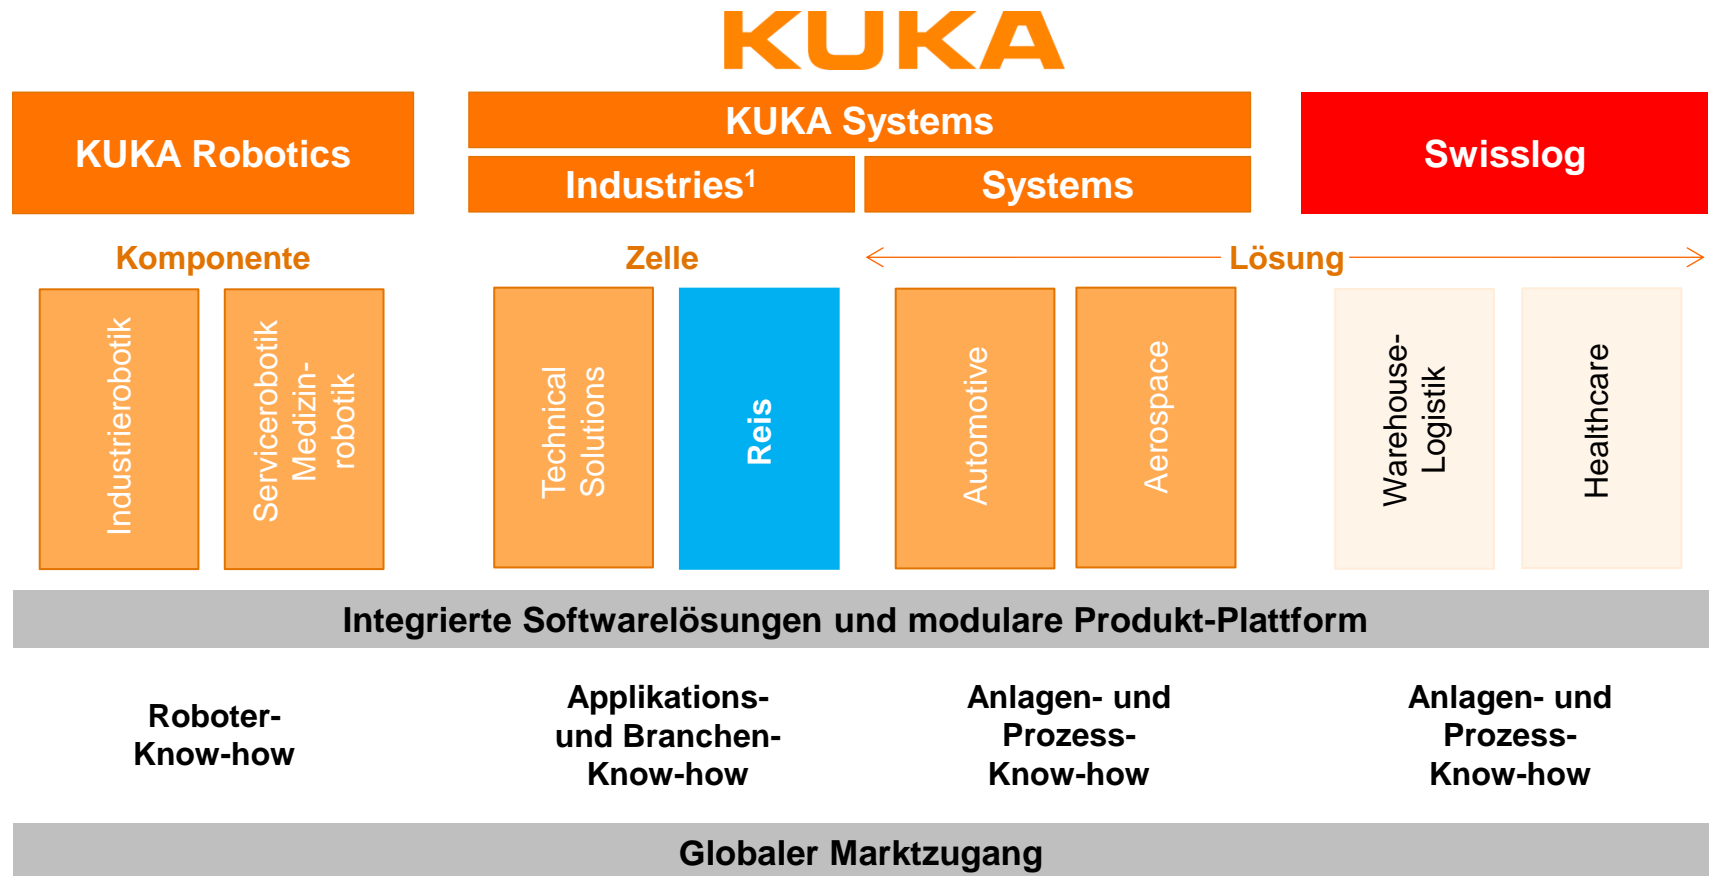 KUKA
KUKA Robotics
KUKA Systems
Industries¹
Systems
Swisslog
Komponente
Zelle
Lösung
Industrierobotik
Servicerobotik
Medizin-
robotik
Technical
Solutions
Reis
Automotive
Aerospace
Warehouse-
Logistik
Healthcare
Integrierte Softwarelösungen und modulare Produkt-Plattform
Roboter-
Know-how
Applikations-
und Branchen-
Know-how
Anlagen- und
Prozess-
Know-how
Anlagen- und
Prozess-
Know-how
Globaler Marktzugang